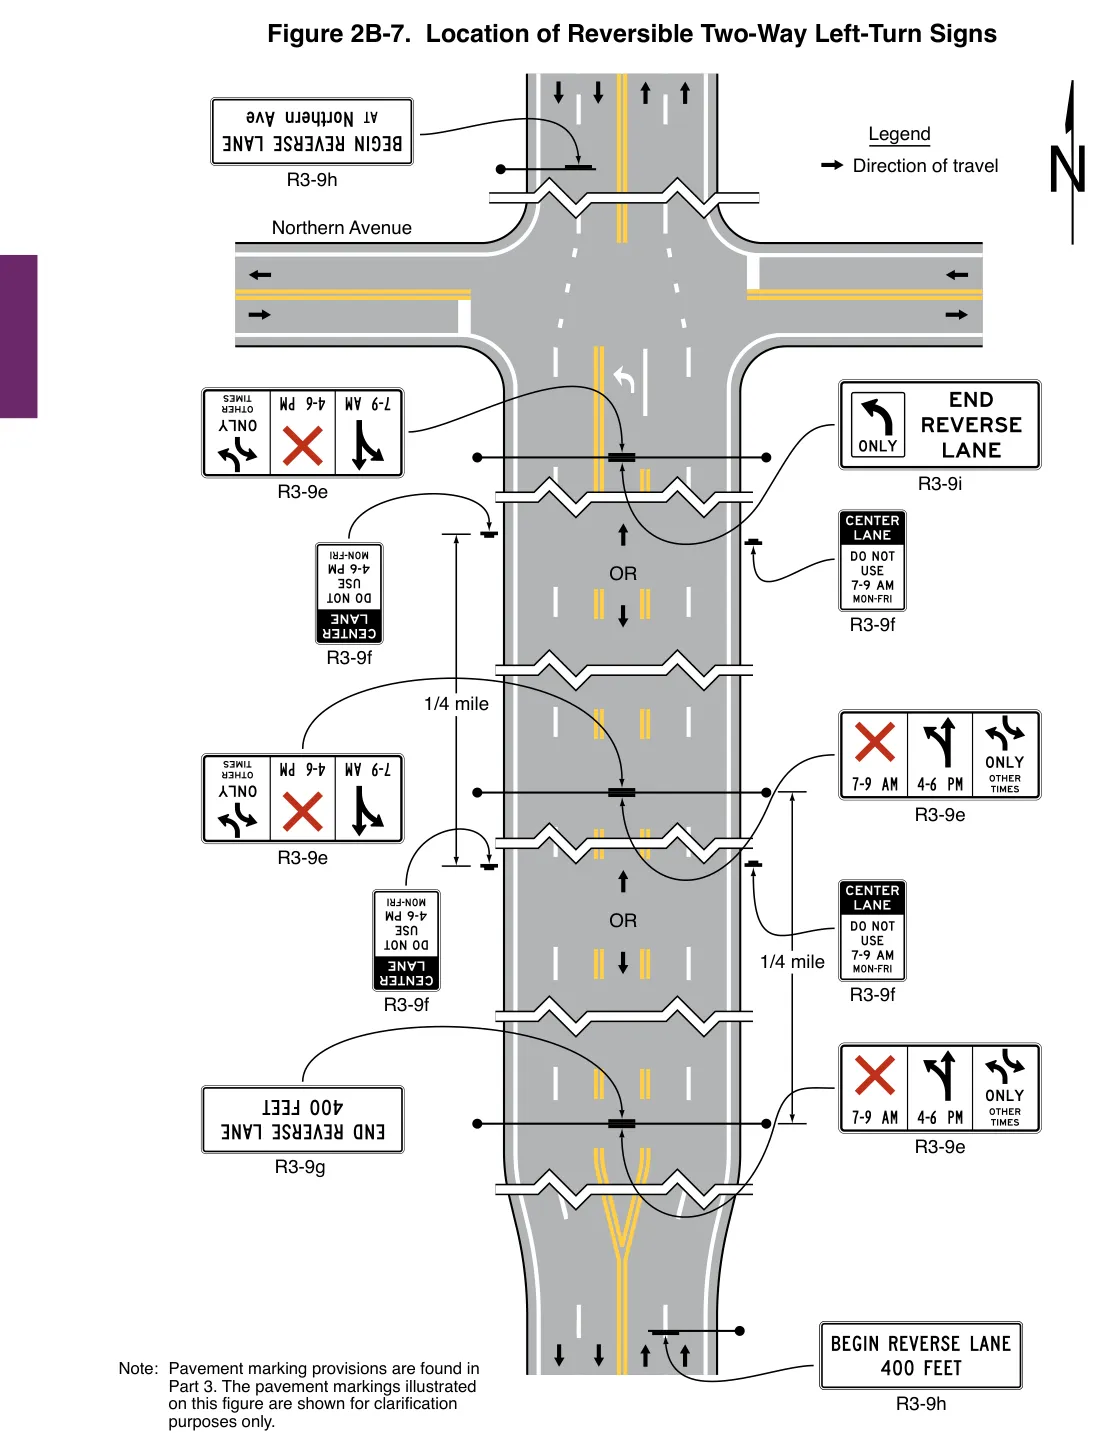 Figure 2B-7. Location of Reversible Two-Way Left-Turn Signs
BEGIN REVERSE LANE
AT Northern Ave
R3-9h
Legend
Direction of travel
N
Northern Avenue
7-9 AM
4-6 PM
ONLY
OTHER
TIMES
R3-9e
ONLY
END
REVERSE
LANE
R3-9i
CENTER
LANE
DO NOT
USE
4-6 PM
MON-FRI
R3-9f
CENTER
LANE
DO NOT
USE
7-9 AM
MON-FRI
R3-9f
OR
1/4 mile
7-9 AM
4-6 PM
ONLY
OTHER
TIMES
R3-9e
7-9 AM
4-6 PM
ONLY
OTHER
TIMES
R3-9e
CENTER
LANE
DO NOT
USE
4-6 PM
MON-FRI
R3-9f
OR
CENTER
LANE
DO NOT
USE
7-9 AM
MON-FRI
R3-9f
1/4 mile
END REVERSE LANE
400 FEET
R3-9g
7-9 AM
4-6 PM
ONLY
OTHER
TIMES
R3-9e
BEGIN REVERSE LANE
400 FEET
R3-9h
Note: Pavement marking provisions are found in
Part 3. The pavement markings illustrated
on this figure are shown for clarification
purposes only.